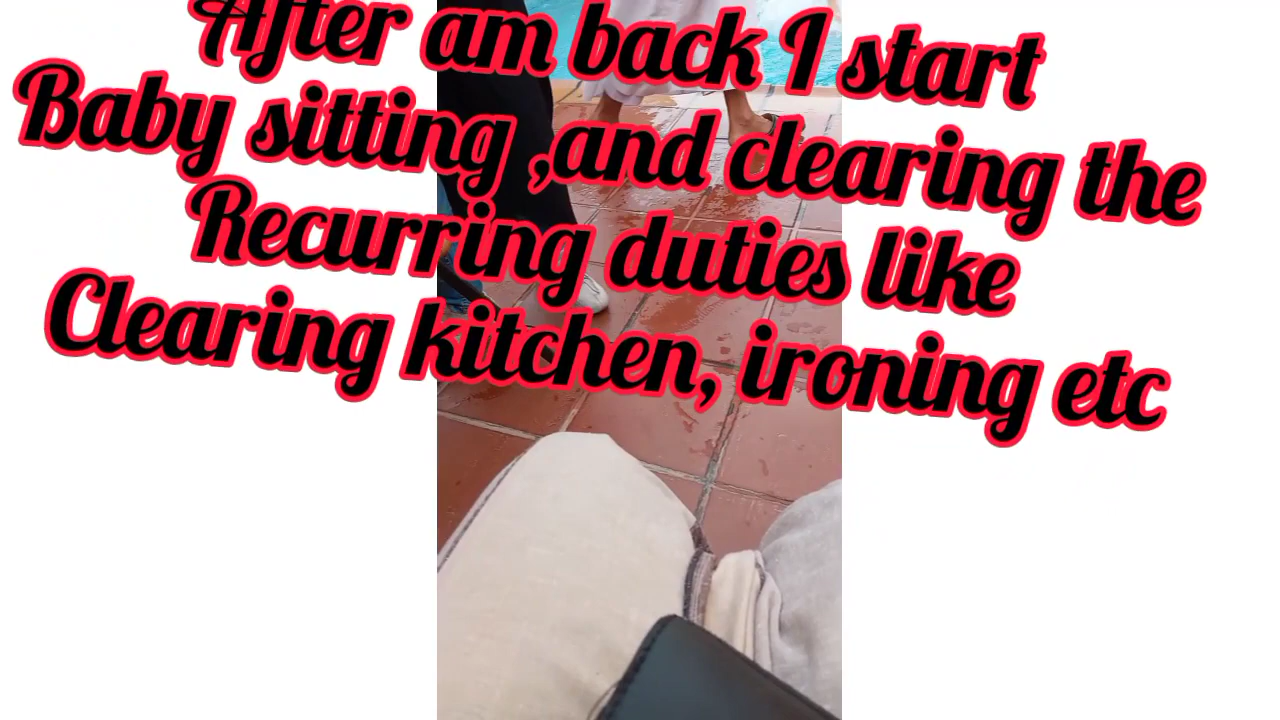 After am back I start
Baby sitting ,and clearing the
Recurring duties like
Clearing kitchen, ironing etc